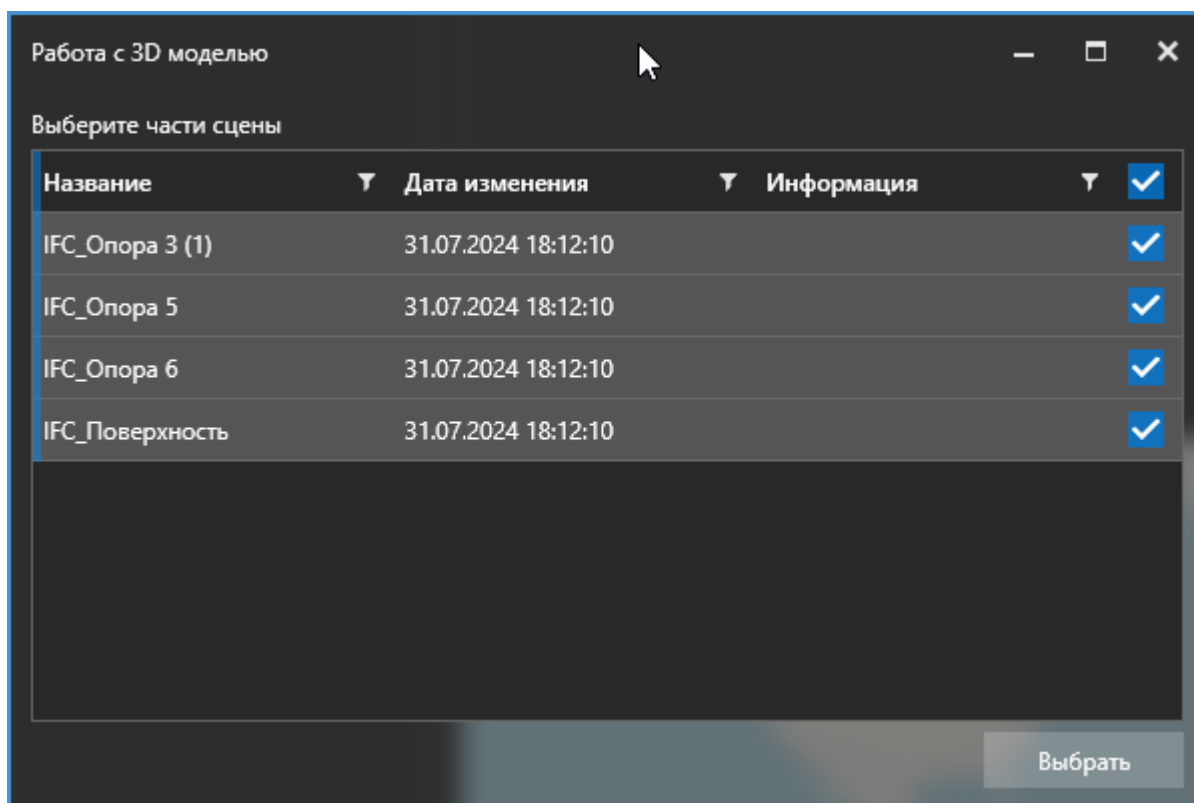 Работа с 3D моделью
Выберите части сцены
Название Дата изменения Информация
IFC_Опора 3 (1) 31.07.2024 18:12:10
IFC_Опора 5 31.07.2024 18:12:10
IFC_Опора 6 31.07.2024 18:12:10
IFC_Поверхность 31.07.2024 18:12:10
Выбрать